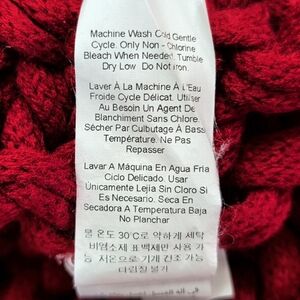 Machine Wash Cold Gentle
Cycle. Only Non - Chlorine
Bleach When Needed. Tumble
Dry Low Do Not Iron.
Laver À La Machine À L'Eau
Froide Cycle Délicat. Utiliser
Au Besoin Un Agent De
Blanchiment Sans Chlore.
Sécher Par Culbutage À Bass
Température. Ne Pas
Repasser
Lavar A Máquina En Agua Fria
Ciclo Delicado. Usar
Únicamente Lejía Sin Cloro Si
Es Necesario. Seca En
Secadora A Temperatura Baja
No Planchar
물 온도 30˚C로 약하게 세탁
비염소제 표백제만 사용 가
능 저온으로 기계 건조 가능
다림질 불가